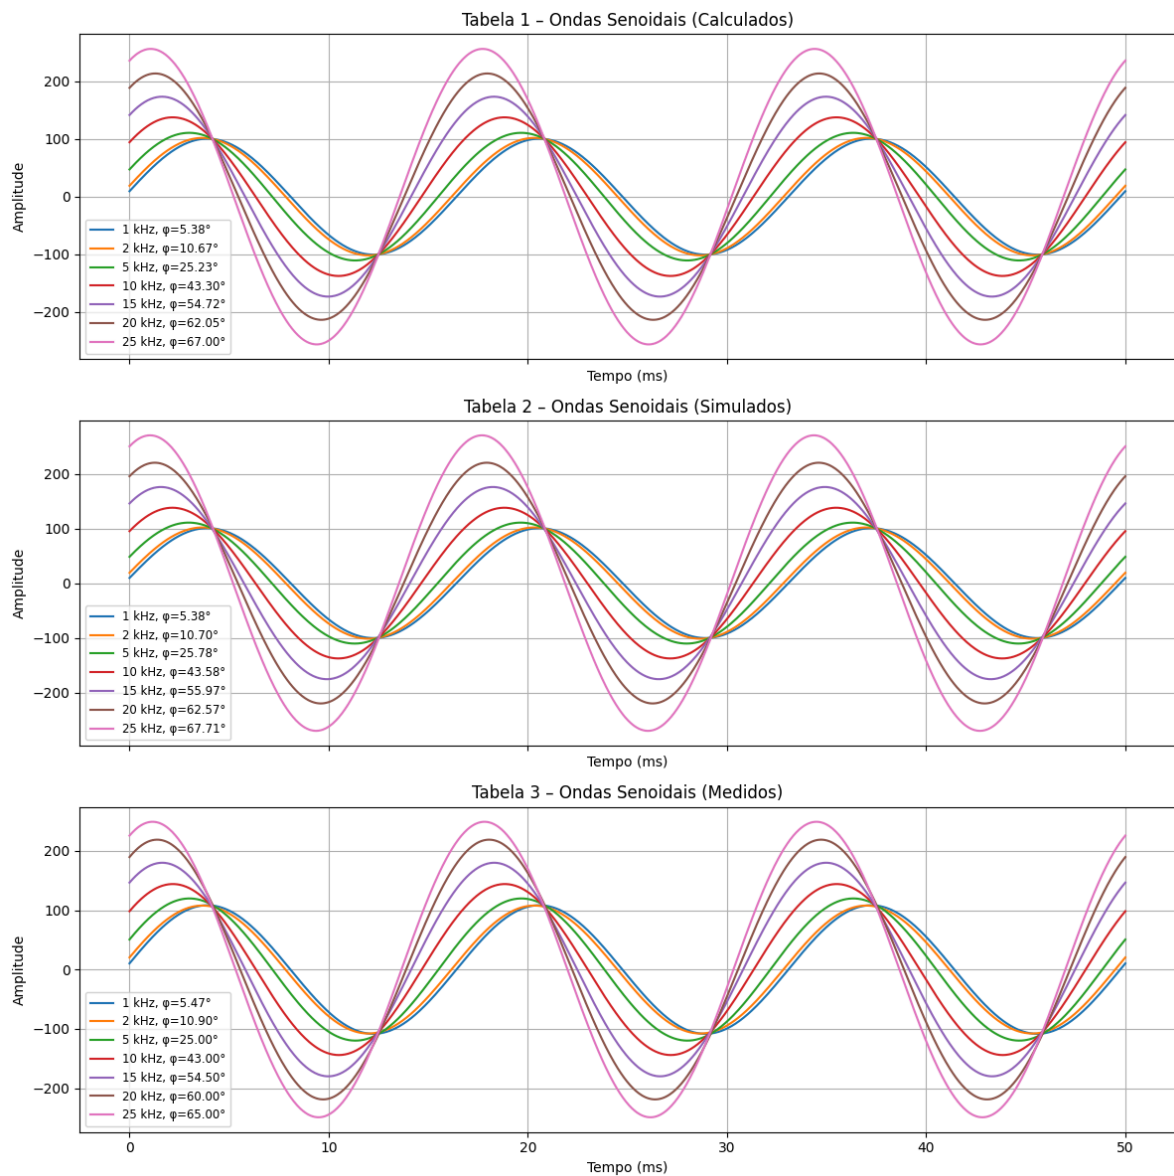 Tabela 1 – Ondas Senoidais (Calculados)
200
100
0
−100
−200
Amplitude
1 kHz, φ=5.38°
2 kHz, φ=10.67°
5 kHz, φ=25.23°
10 kHz, φ=43.30°
15 kHz, φ=54.72°
20 kHz, φ=62.05°
25 kHz, φ=67.00°
Tempo (ms)
Tabela 2 – Ondas Senoidais (Simulados)
200
100
0
−100
−200
Amplitude
1 kHz, φ=5.38°
2 kHz, φ=10.70°
5 kHz, φ=25.78°
10 kHz, φ=43.58°
15 kHz, φ=55.97°
20 kHz, φ=62.57°
25 kHz, φ=67.71°
Tempo (ms)
Tabela 3 – Ondas Senoidais (Medidos)
200
100
0
−100
−200
Amplitude
1 kHz, φ=5.47°
2 kHz, φ=10.90°
5 kHz, φ=25.00°
10 kHz, φ=43.00°
15 kHz, φ=54.50°
20 kHz, φ=60.00°
25 kHz, φ=65.00°
0 10 20 30 40 50
Tempo (ms)